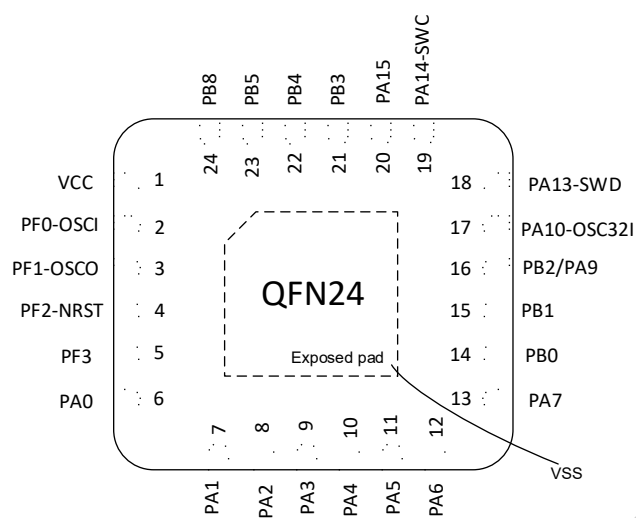 PB8
PB5
PB4
PB3
PA15
PA14-SWC
24
23
22
21
20
19
VCC 1
18 PA13-SWD
PF0-OSCI 2
17 PA10-OSC32I
PF1-OSCO 3
16 PB2/PA9
QFN24
PF2-NRST 4
15 PB1
PF3 5
Exposed pad
14 PB0
PA0 6
13 PA7
7
8
9
10
11
12
VSS
PA1
PA2
PA3
PA4
PA5
PA6